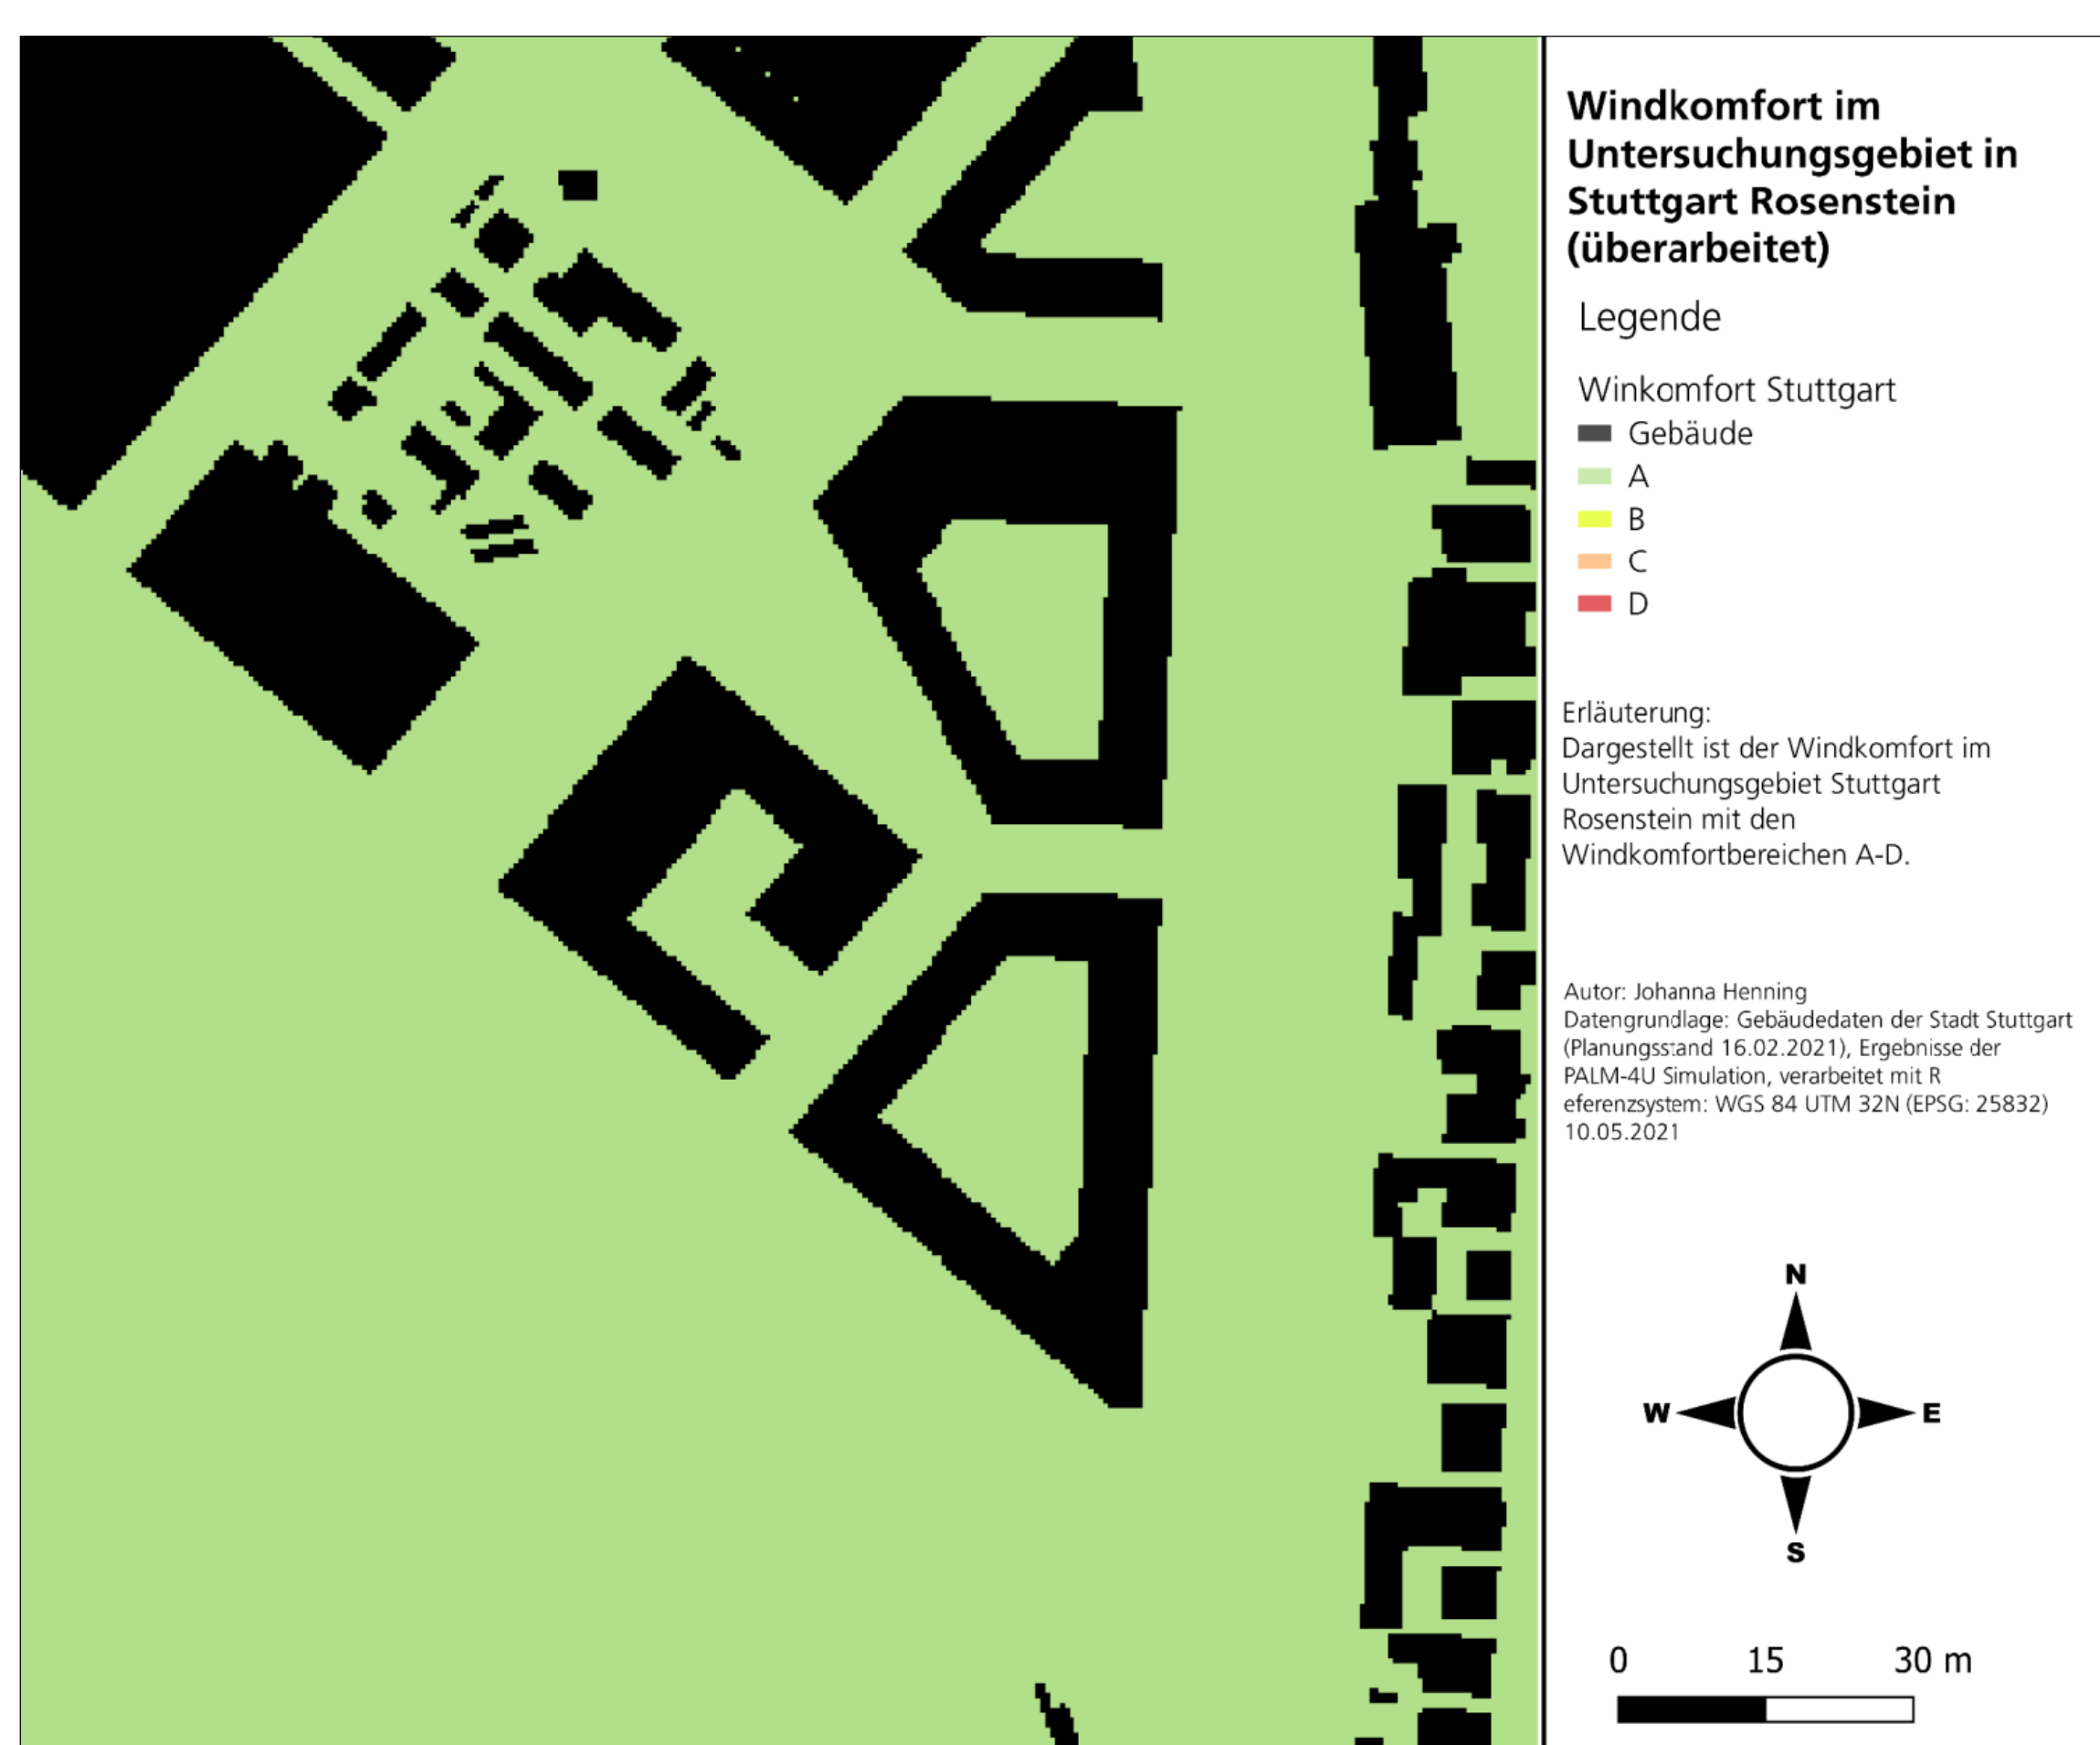 Windkomfort im
Untersuchungsgebiet in
Stuttgart Rosenstein
(überarbeitet)
Legende
Winkomfort Stuttgart
Gebäude
A
B
C
D
Erläuterung:
Dargestellt ist der Windkomfort im
Untersuchungsgebiet Stuttgart
Rosenstein mit den
Windkomfortbereichen A-D.
Autor: Johanna Henning
Datengrundlage: Gebäudedaten der Stadt Stuttgart
(Planungsstand 16.02.2021), Ergebnisse der
PALM-4U Simulation, verarbeitet mit R
eferenzsystem: WGS 84 UTM 32N (EPSG: 25832)
10.05.2021
N
W E
S
0 15 30 m